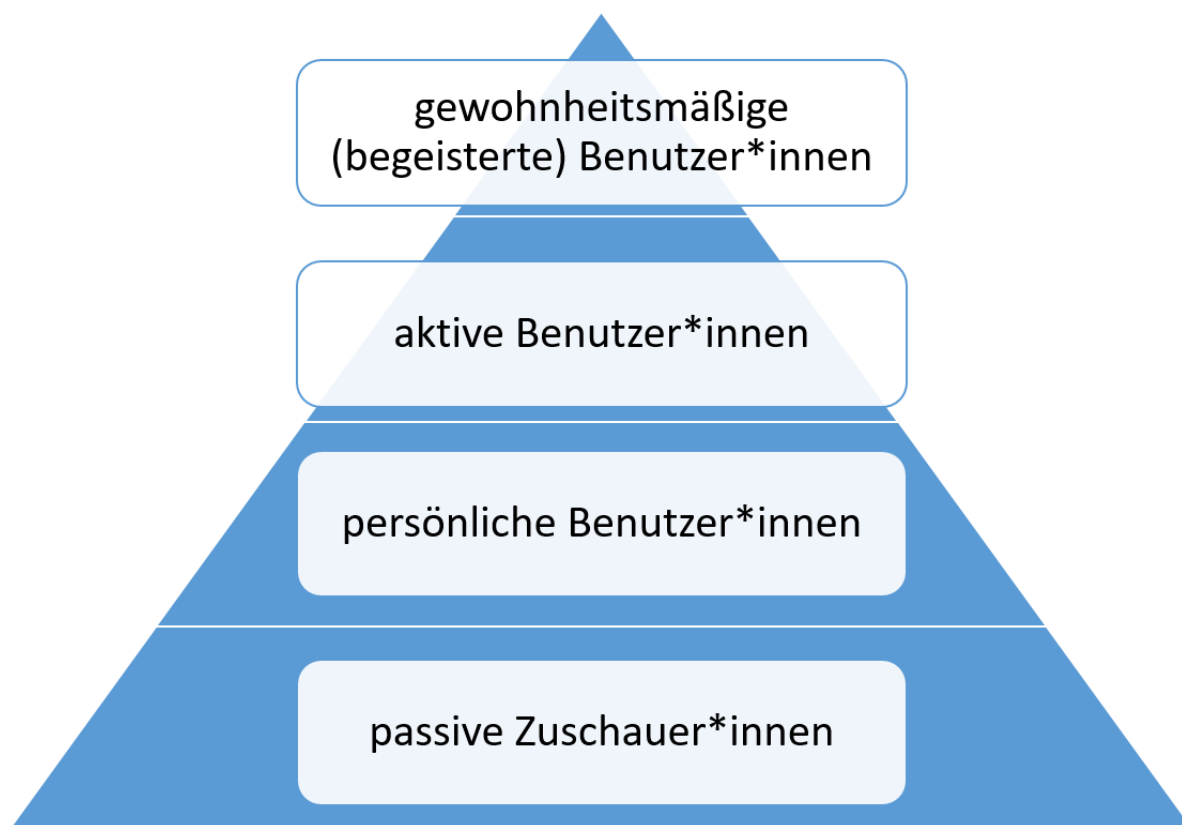 gewohnheitsmäßige
(begeisterte) Benutzer*innen
aktive Benutzer*innen
persönliche Benutzer*innen
passive Zuschauer*innen